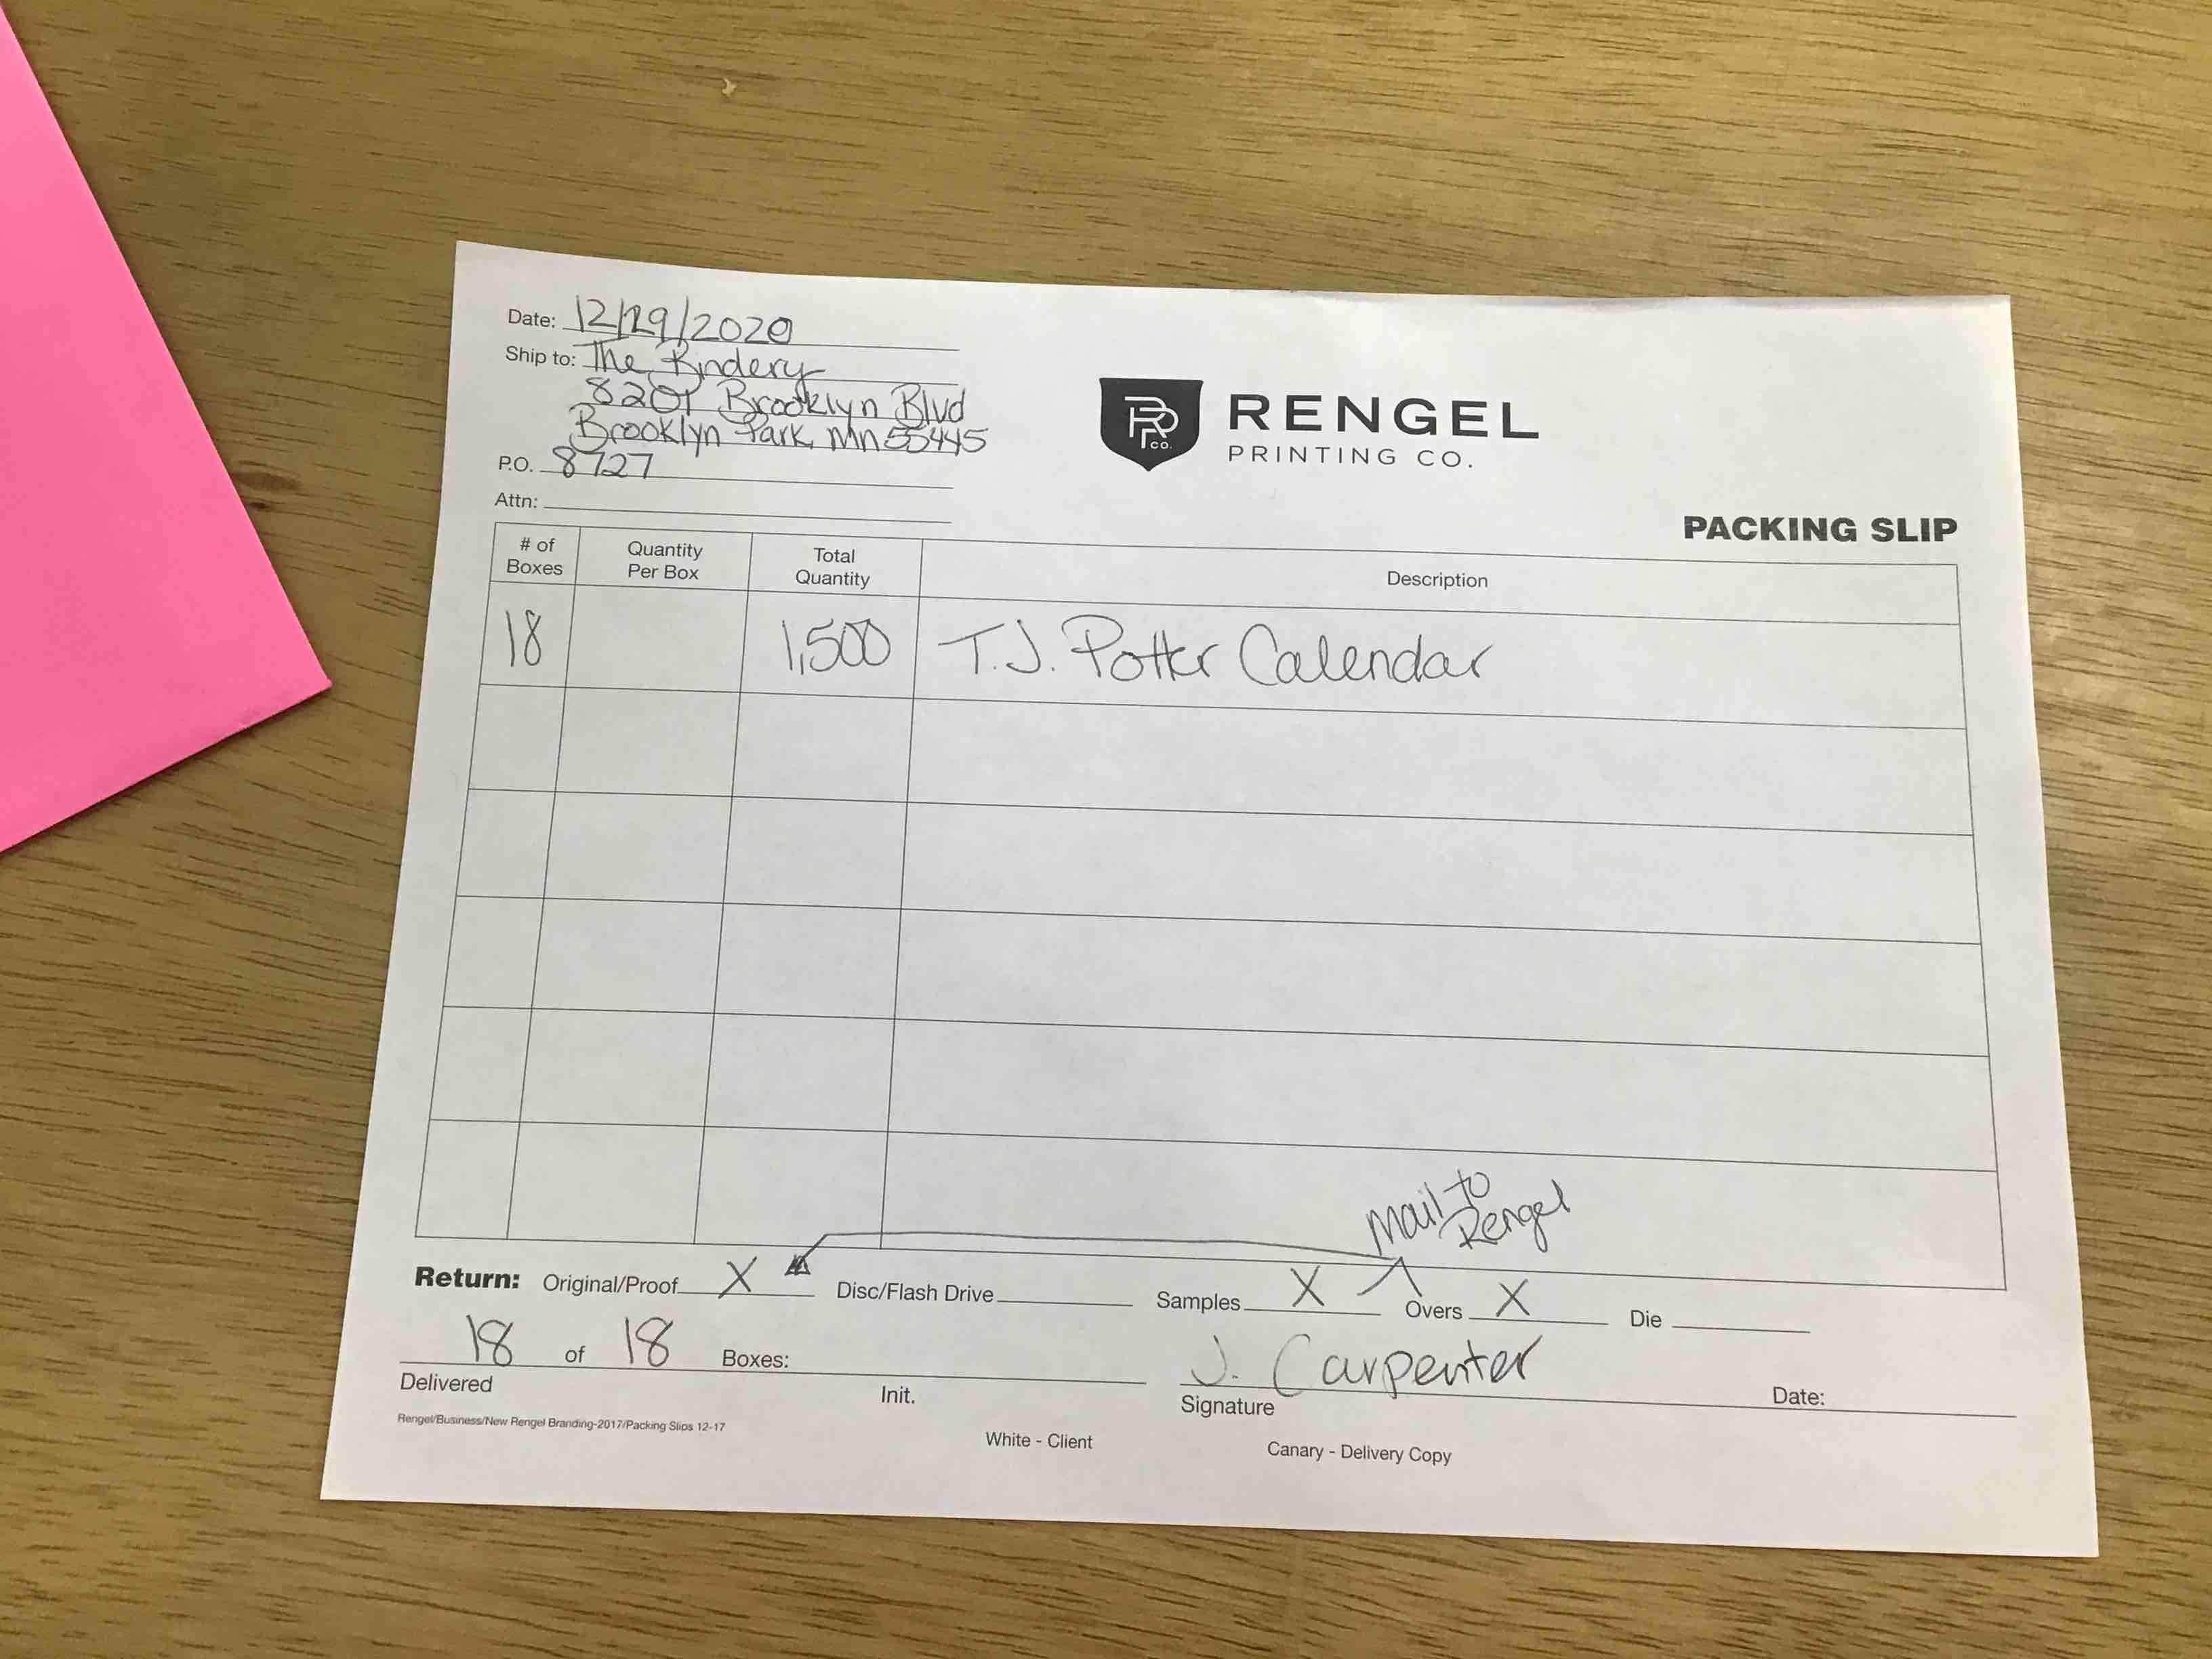 Date: 12/29/2020
Ship to: The Bindery
8201 Brooklyn Blvd
Brooklyn Park, Mn 55445
P.O. 8727
Attn:
PRCo.
RENGEL
PRINTING CO.
PACKING SLIP
# of Boxes Quantity Per Box Total Quantity Description
18 1,500 T.J. Potter Calendar
Mail to
Rengel
Return: Original/Proof X Disc/Flash Drive Samples X Overs X Die
18 of 18 Boxes: J. Carpenter
Delivered Init. Signature Date:
Rengel/Business/New Rengel Branding-2017/Packing Slips 12-17
White - Client Canary - Delivery Copy